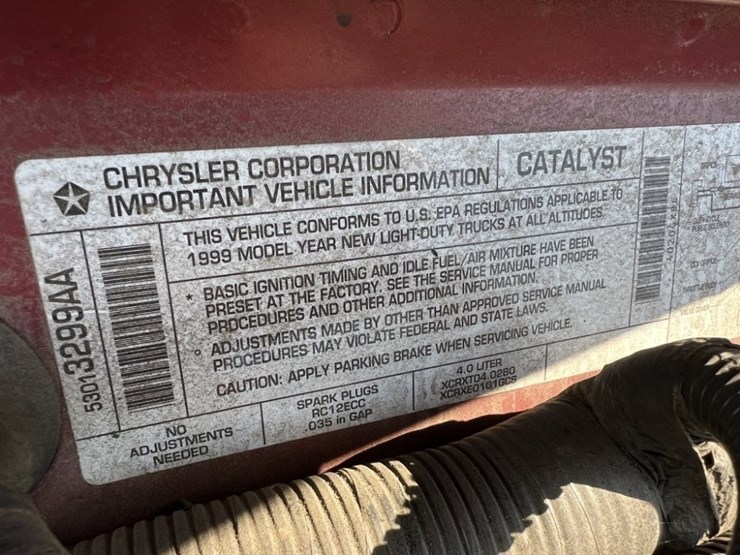 CHRYSLER CORPORATION
IMPORTANT VEHICLE INFORMATION
CATALYST
THIS VEHICLE CONFORMS TO U.S. EPA REGULATIONS APPLICABLE TO
1999 MODEL YEAR NEW LIGHT-DUTY TRUCKS AT ALL ALTITUDES
* BASIC IGNITION TIMING AND IDLE FUEL/AIR MIXTURE HAVE BEEN
PRESET AT THE FACTORY. SEE THE SERVICE MANUAL FOR PROPER
PROCEDURES AND OTHER ADDITIONAL INFORMATION.
° ADJUSTMENTS MADE BY OTHER THAN APPROVED SERVICE MANUAL
PROCEDURES MAY VIOLATE FEDERAL AND STATE LAWS.
CAUTION: APPLY PARKING BRAKE WHEN SERVICING VEHICLE.
53013299AA
NO
ADJUSTMENTS
NEEDED
SPARK PLUGS
RC12ECC
.035 in GAP
4.0 LITER
XCRXT04.02B0
XCRXE0101GCS